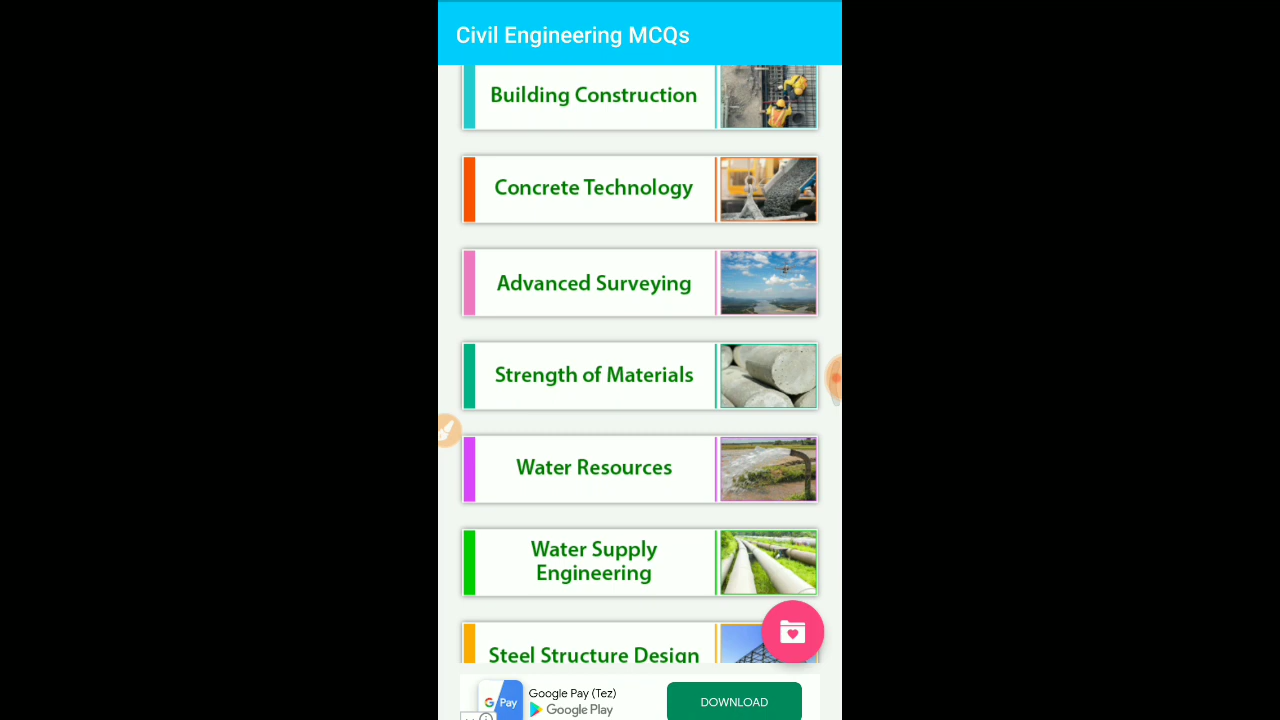 Civil Engineering MCQs
Building Construction
Concrete Technology
Advanced Surveying
Strength of Materials
Water Resources
Water Supply
Engineering
Steel Structure Design
Google Pay (Tez)
G Pay
Google Play
DOWNLOAD